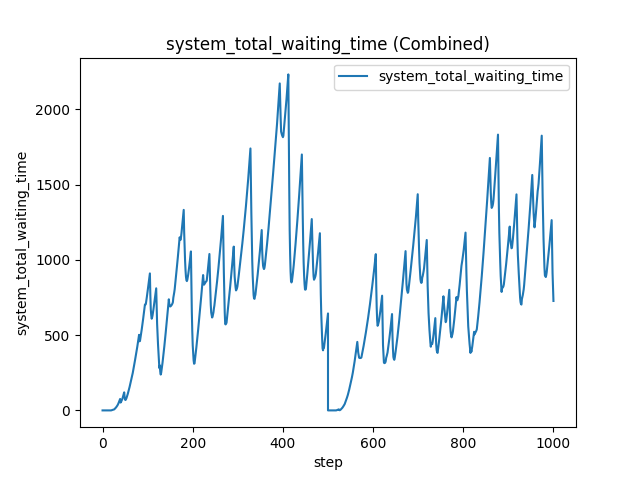 system_total_waiting_time (Combined)
system_total_waiting_time
system_total_waiting_time
2000
1500
1000
500
0
0 200 400 600 800 1000
step